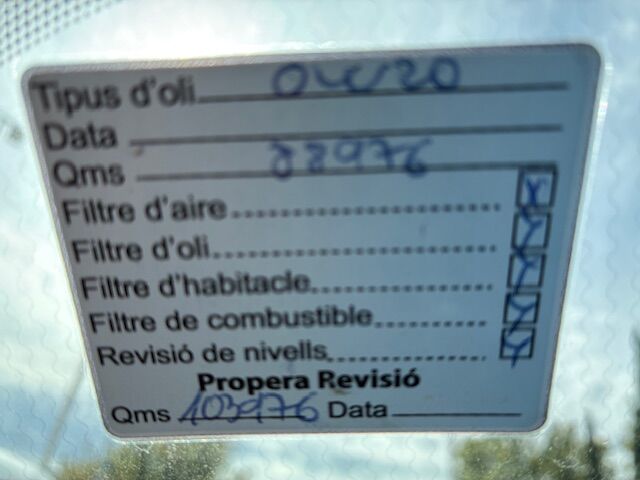 Tipus d'oli 0W20
Data
Qms 88976
Filtre d'aire
Filtre d'oli
Filtre d'habitacle
Filtre de combustible
Revisió de nivells
Propera Revisió
Qms 103976 Data